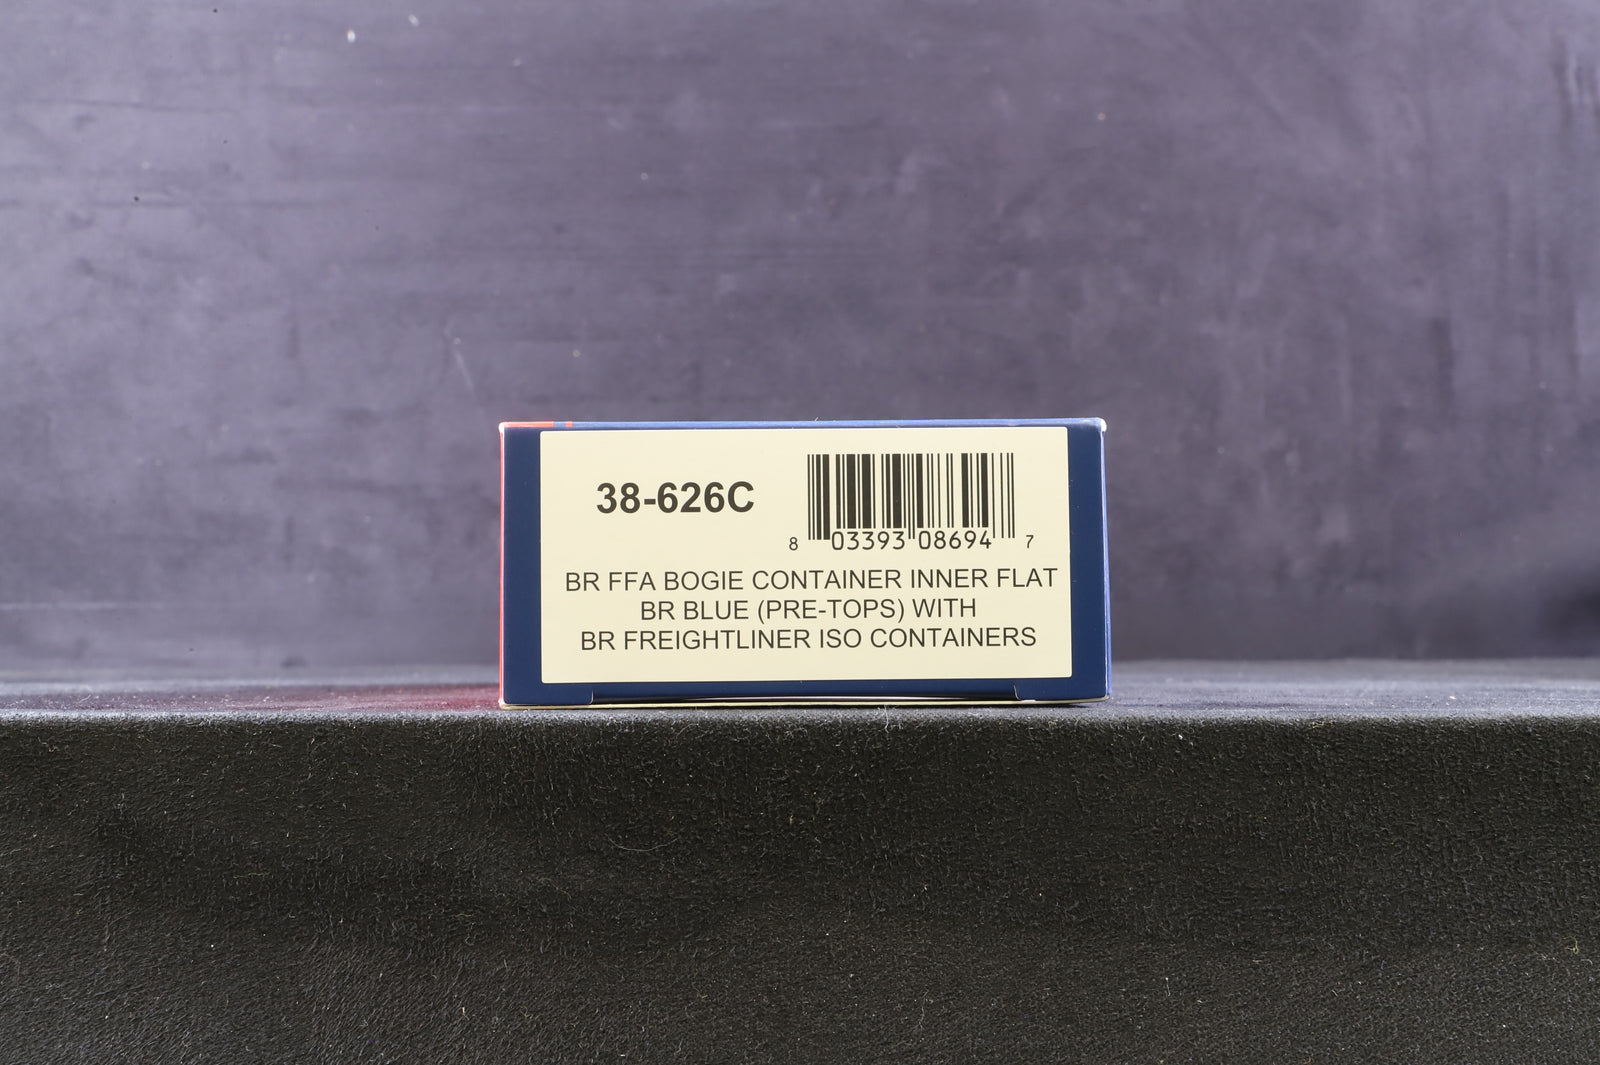 38-626C
8 03393 08694 7
BR FFA BOGIE CONTAINER INNER FLAT
BR BLUE (PRE-TOPS) WITH
BR FREIGHTLINER ISO CONTAINERS